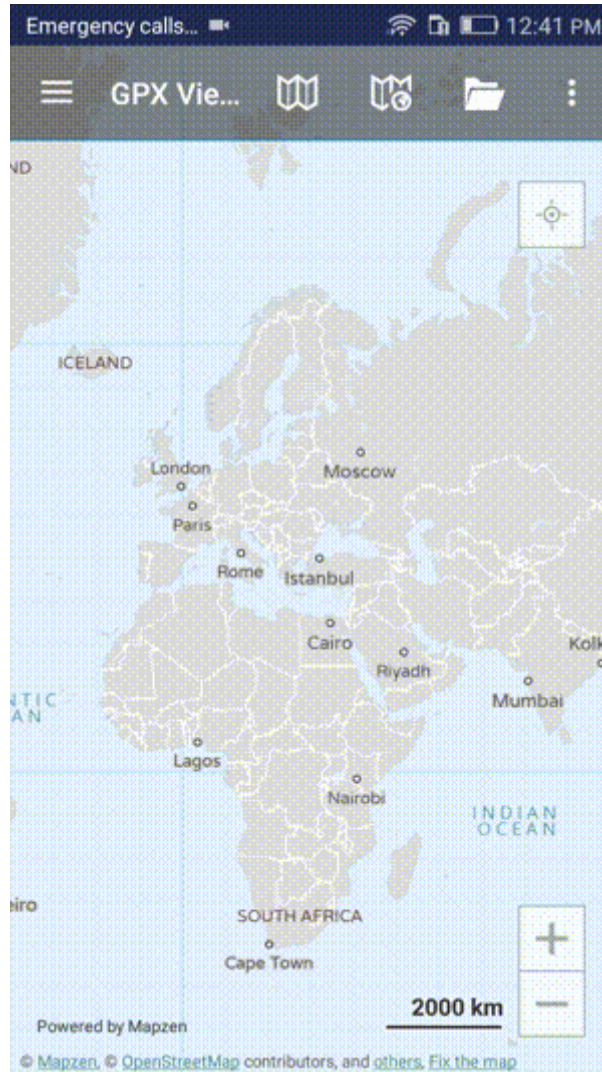 Emergency calls... 12:41 PM
GPX Vie...
ND
ICELAND
London
Moscow
Paris
Rome
Istanbul
Cairo
Kolk
Riyadh
Mumbai
NTIC
AN
Lagos
Nairobi
INDIAN
OCEAN
eiro
SOUTH AFRICA
Cape Town
2000 km
Powered by Mapzen
© Mapzen, © OpenStreetMap contributors, and others, Fix the map